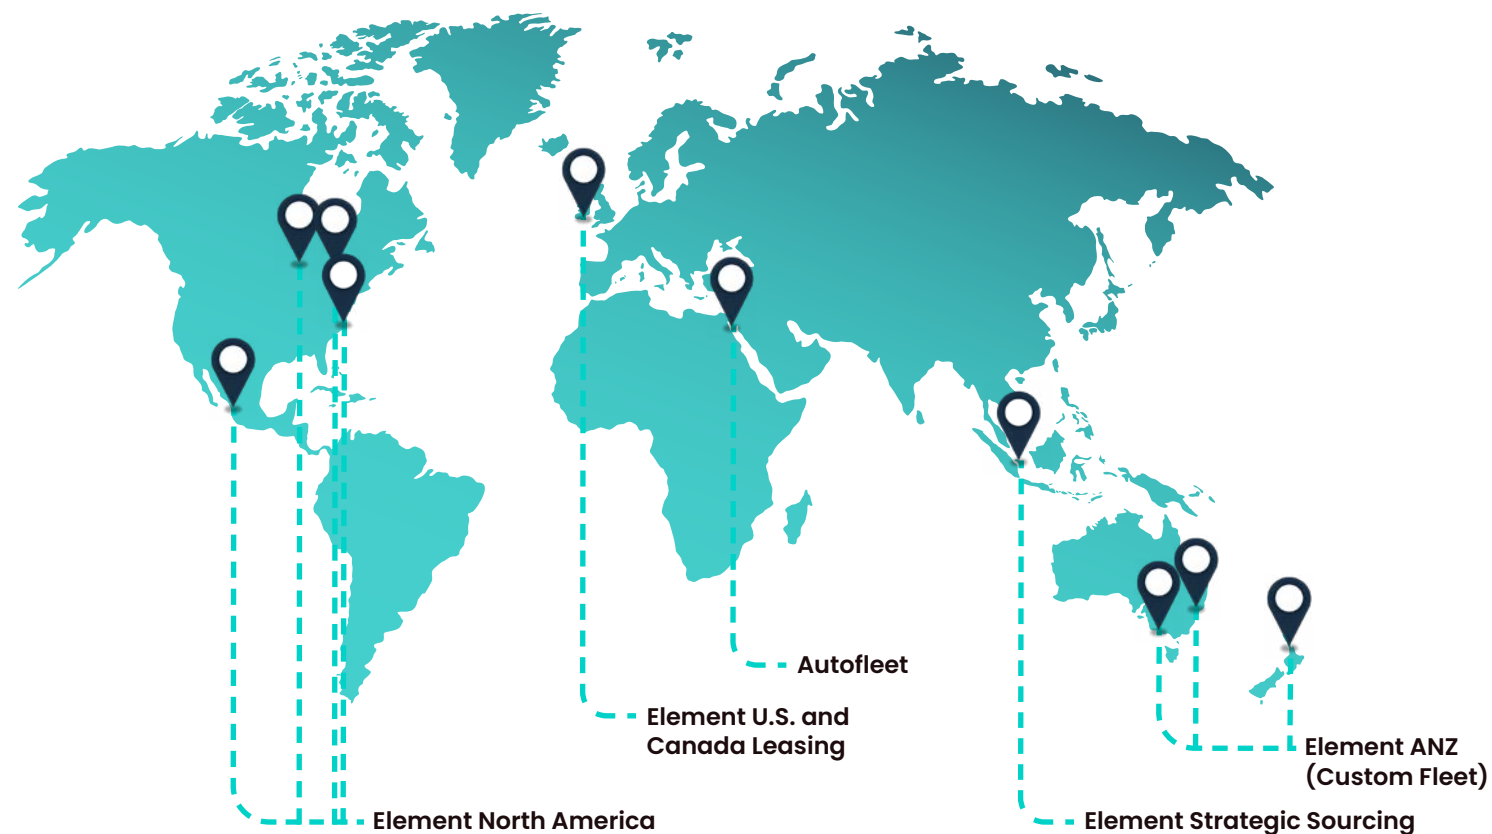 Autofleet
Element U.S. and
Canada Leasing
Element ANZ
(Custom Fleet)
Element North America
Element Strategic Sourcing